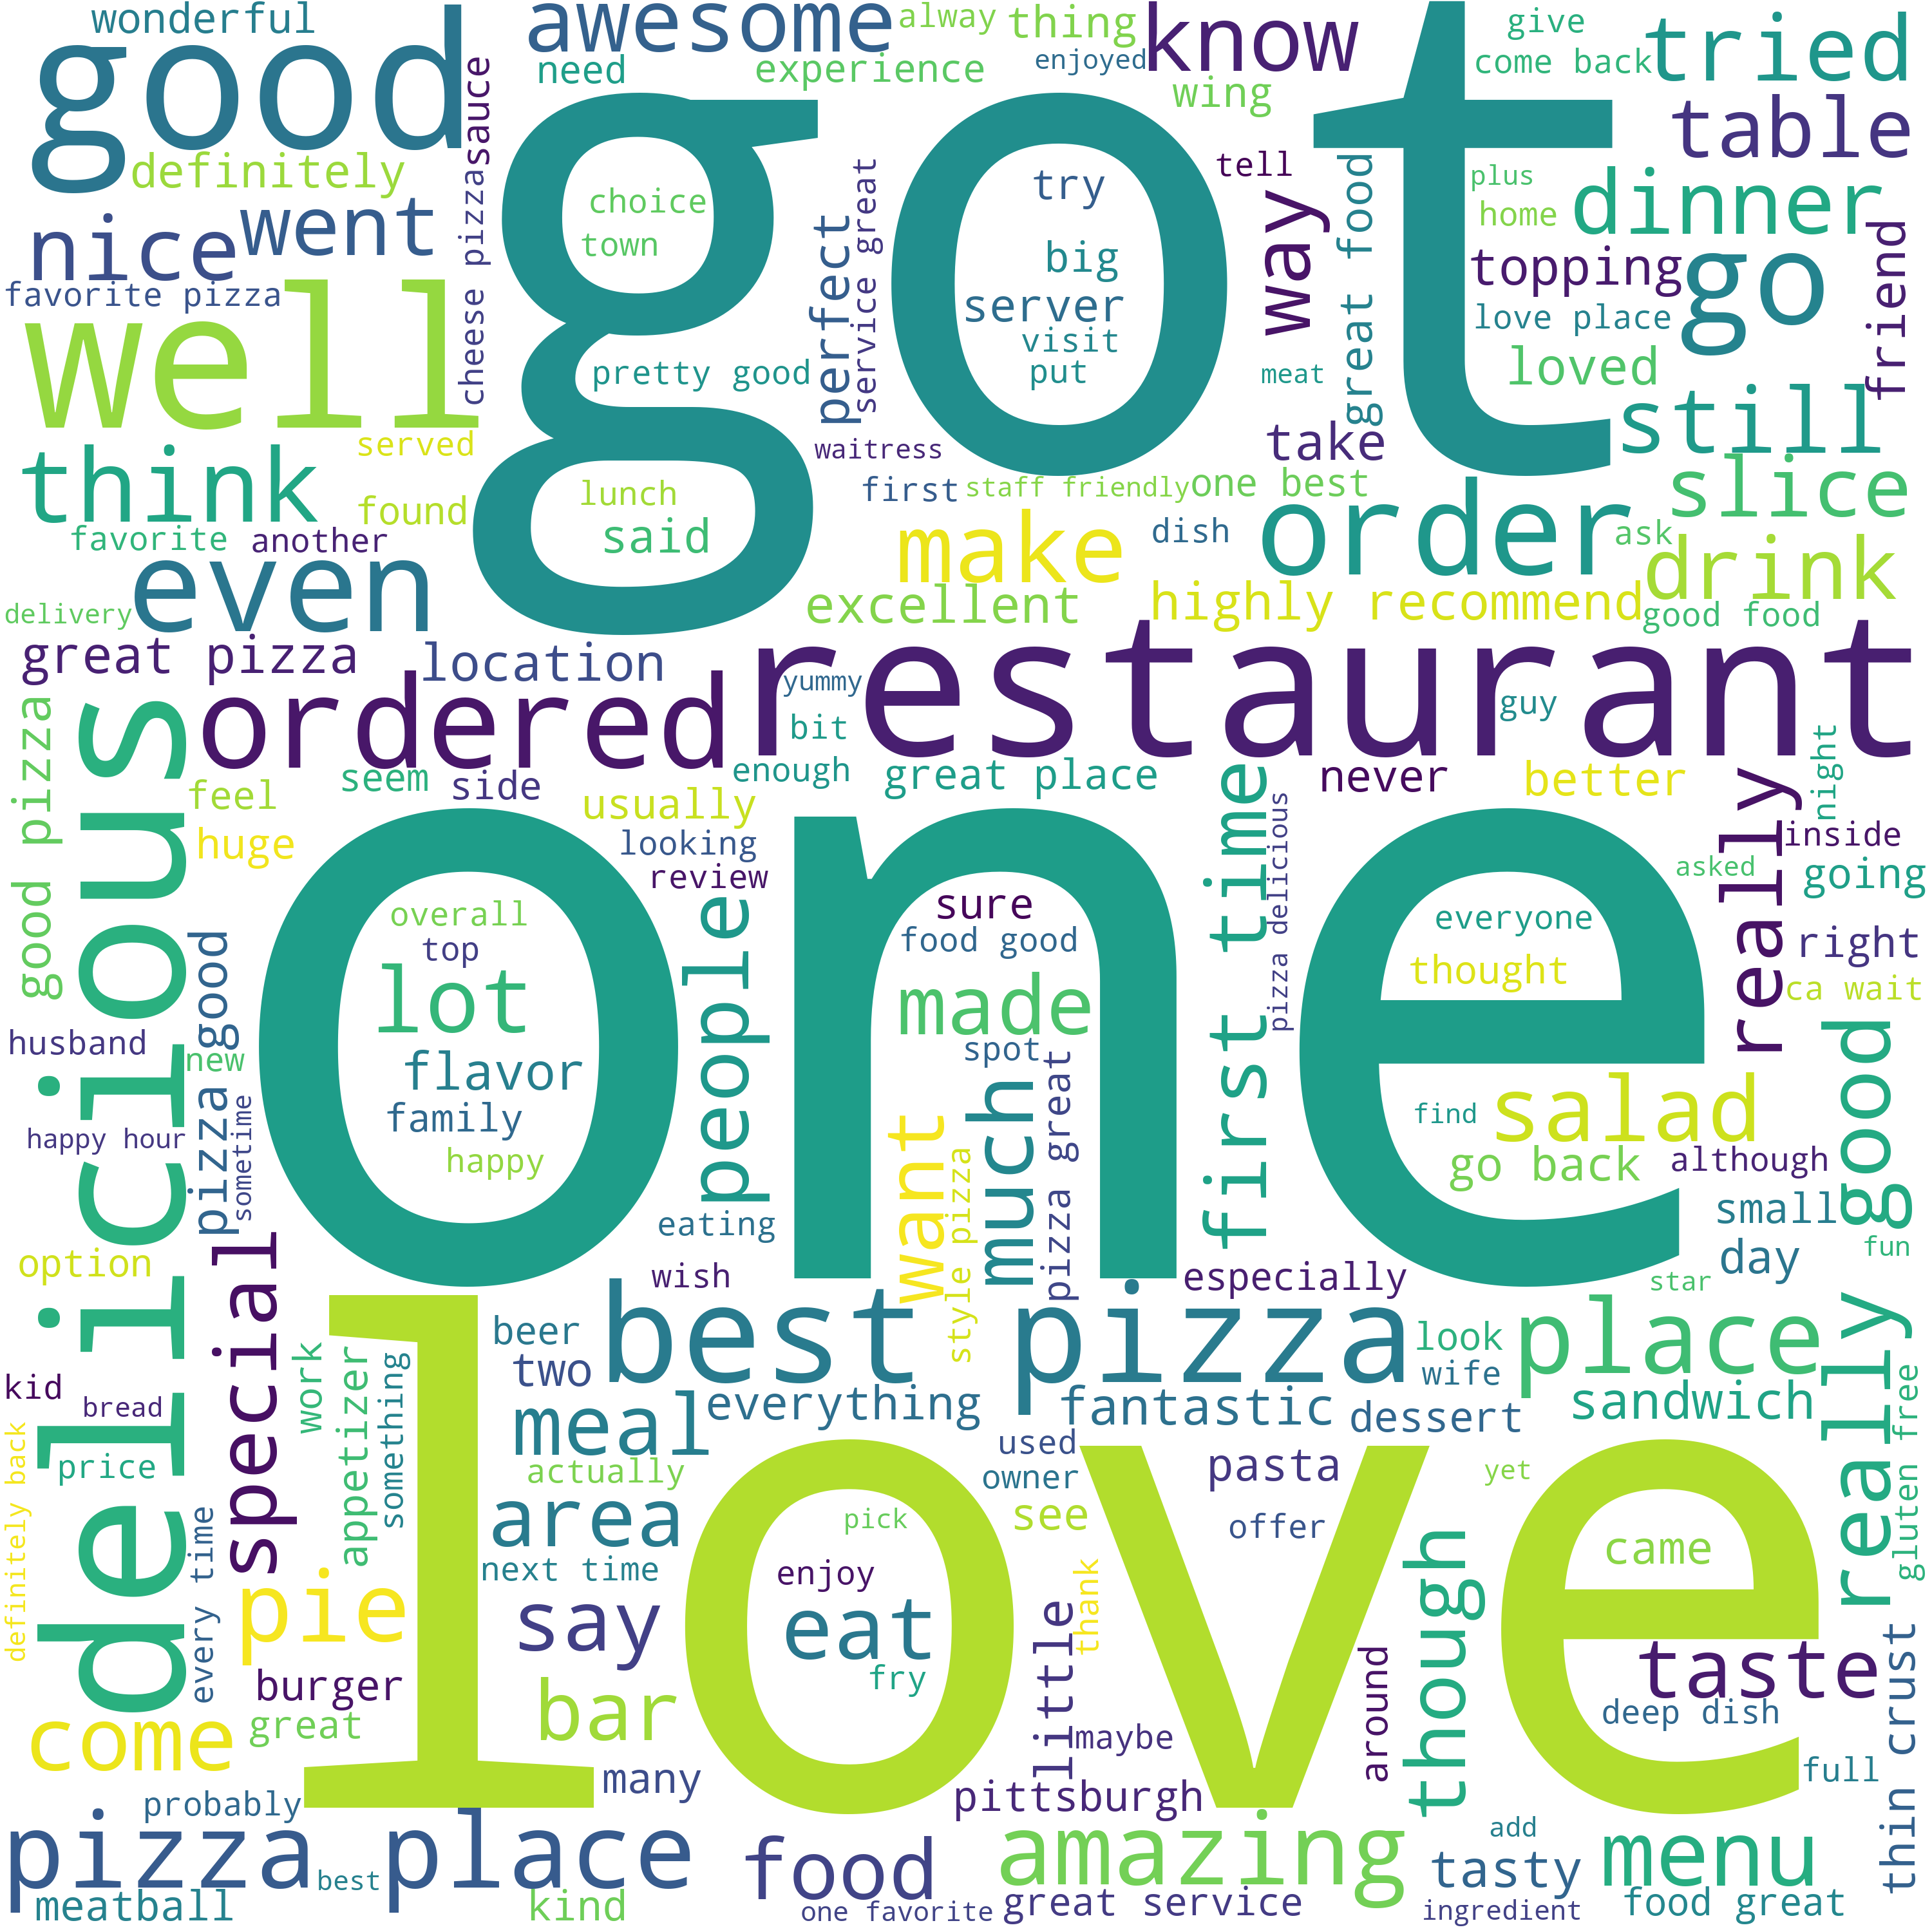 wonderful
good
awesome
alway
thing
know
give
come back
tried
need
experience
enjoyed
wing
sauce
table
definitely
got
tell
plus
dinner
nice
went
cheese pizza
choice
town
perfect
service great
try
big
server
visit
put
way
great food
home
topping
go
friend
favorite pizza
well
pretty good
meat
love place
loved
still
think
served
found
lunch
said
waitress
first
staff friendly
one best
take
slice
favorite
another
even
make
dish
order
ask
drink
delivery
excellent
highly recommend
good food
great pizza
location
ordered
yummy
restaurant
bit
guy
good pizza
delicious
feel
seem
side
enough
great place
never
better
night
huge
usually
looking
review
people
first time
pizza delicious
really
inside
asked
going
one
overall
top
lot
flavor
family
happy
sure
food good
made
spot
everyone
thought
right
ca wait
husband
pizza good
new
happy hour
sometime
want
much
pizza great
style pizza
find
salad
go back
although
really good
option
special
eating
wish
especially
small
day
fun
star
beer
two
best pizza
look
wife
place
kid
bread
work
appetizer
something
meal
everything
fantastic
dessert
sandwich
gluten free
price
definitely back
every time
actually
area
used
owner
see
pasta
offer
yet
next time
love
pick
enjoy
eat
fry
came
pie
say
little
thank
though
around
taste
burger
great
come
bar
deep dish
thin crust
maybe
many
pittsburgh
full
probably
pizza place
best
food
amazing
add
tasty
menu
meatball
kind
one favorite
great service
ingredient
food great